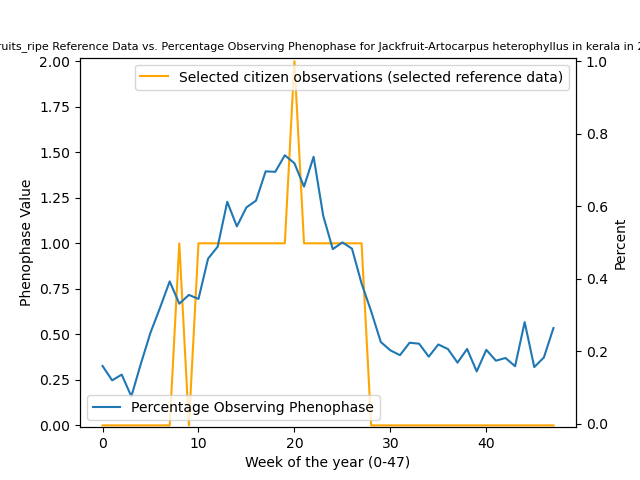 ruits_ripe Reference Data vs. Percentage Observing Phenophase for Jackfruit-Artocarpus heterophyllus in kerala in 2
Selected citizen observations (selected reference data)
Percentage Observing Phenophase
Phenophase Value
2.00
1.75
1.50
1.25
1.00
0.75
0.50
0.25
0.00
1.0
0.8
0.6
0.4
0.2
0.0
Percent
0 10 20 30 40
Week of the year (0-47)